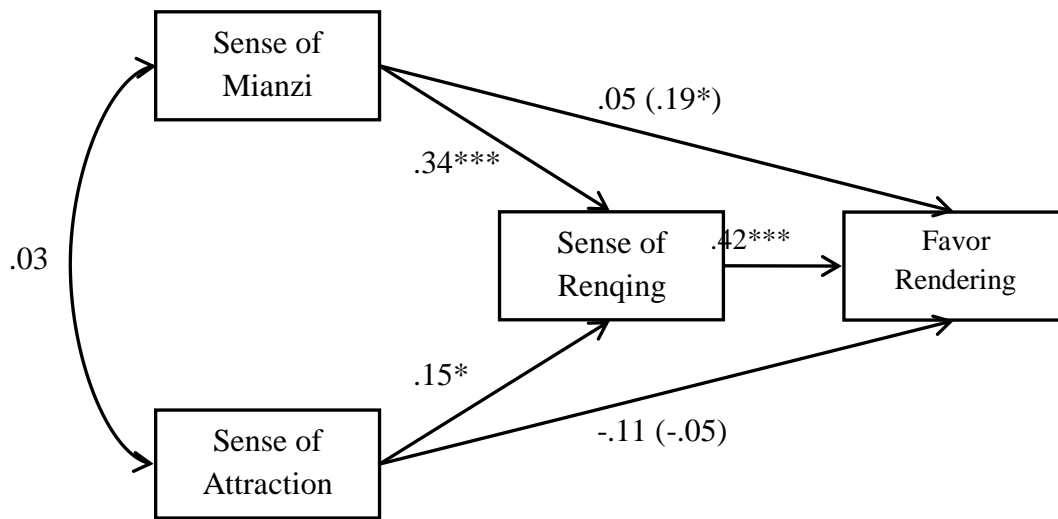 Sense of
Mianzi
.05 (.19*)
.34***
.03
Sense of
Renqing
.42***
Favor
Rendering
.15*
-.11 (-.05)
Sense of
Attraction